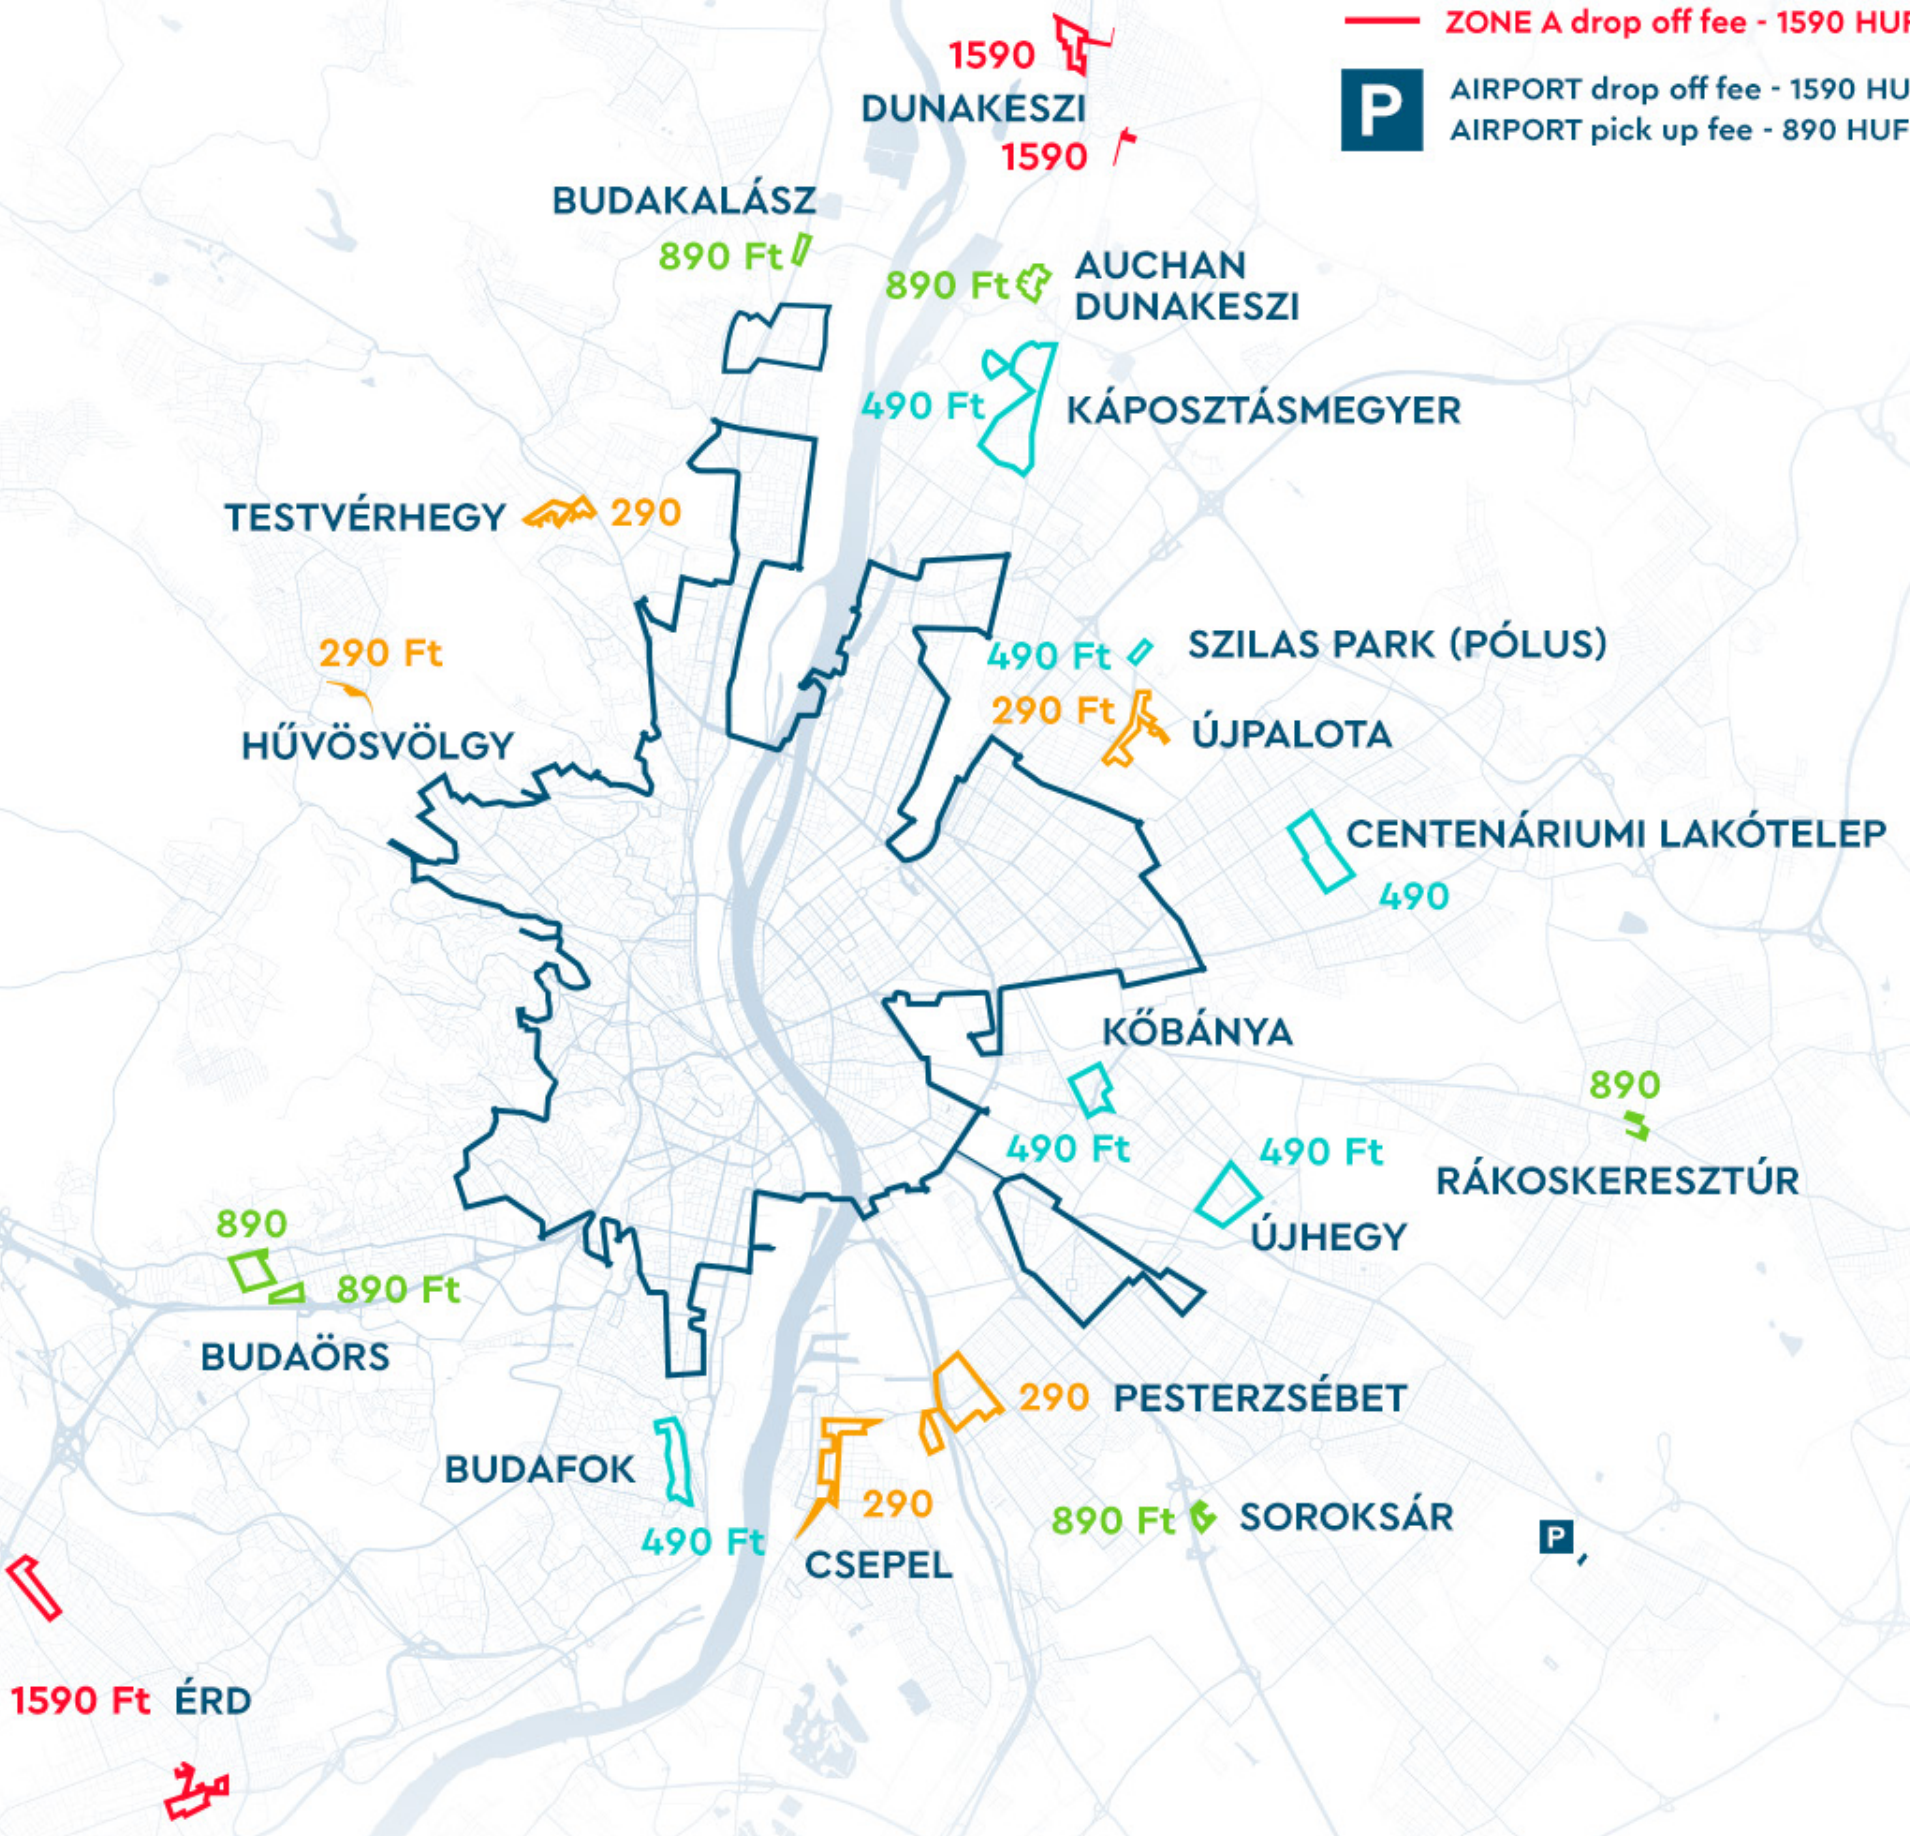 ZONE A drop off fee - 1590 HUF
P
AIRPORT drop off fee - 1590 HU
AIRPORT pick up fee - 890 HUF
1590
DUNAKESZI
1590
BUDAKALÁSZ
890 Ft
890 Ft
AUCHAN
DUNAKESZI
490 Ft
KÁPOSZTÁSMEGYER
TESTVÉRHEGY
290
290 Ft
HŰVÖSVÖLGY
490 Ft
SZILAS PARK (PÓLUS)
290 Ft
ÚJPALOTA
CENTENÁRIUMI LAKÓTELEP
490
KŐBÁNYA
490 Ft
890
RÁKOSKERESZTÚR
490 Ft
ÚJHEGY
890
890 Ft
BUDAÖRS
290
PESTERZSÉBET
BUDAFOK
490 Ft
290
CSEPEL
890 Ft
SOROKSÁR
P
1590 Ft
ÉRD